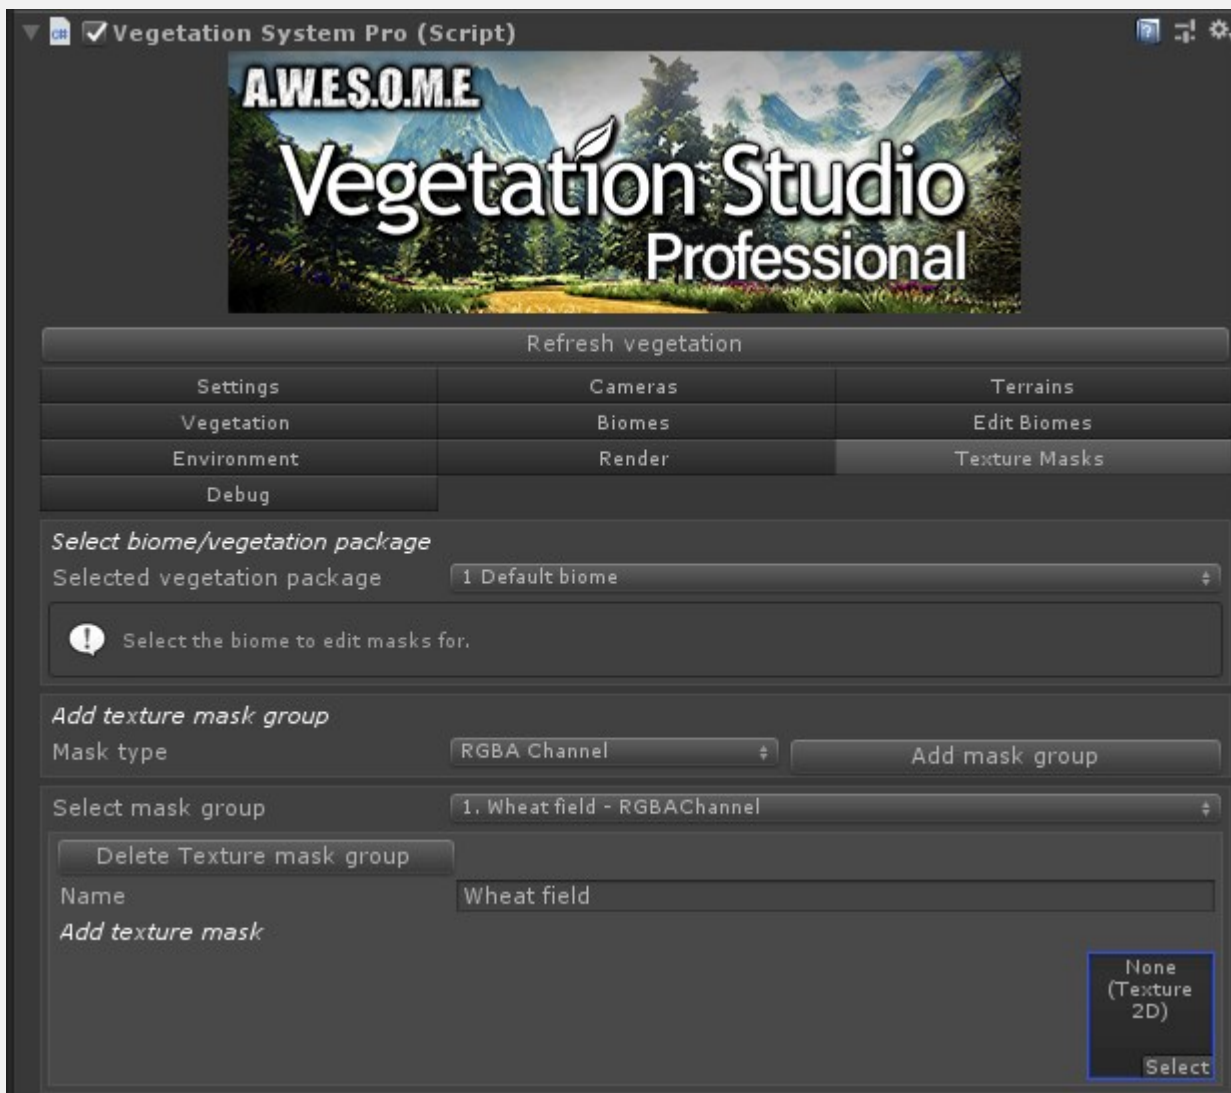 Vegetation System Pro (Script)
A.W.E.S.O.M.E.
Vegetation Studio
Professional
Refresh vegetation
Settings Cameras Terrains
Vegetation Biomes Edit Biomes
Environment Render Texture Masks
Debug
Select biome/vegetation package
Selected vegetation package 1 Default biome
Select the biome to edit masks for.
Add texture mask group
Mask type RGBA Channel Add mask group
Select mask group 1. Wheat field - RGBAChannel
Delete Texture mask group
Name Wheat field
Add texture mask
None
(Texture
2D)
Select